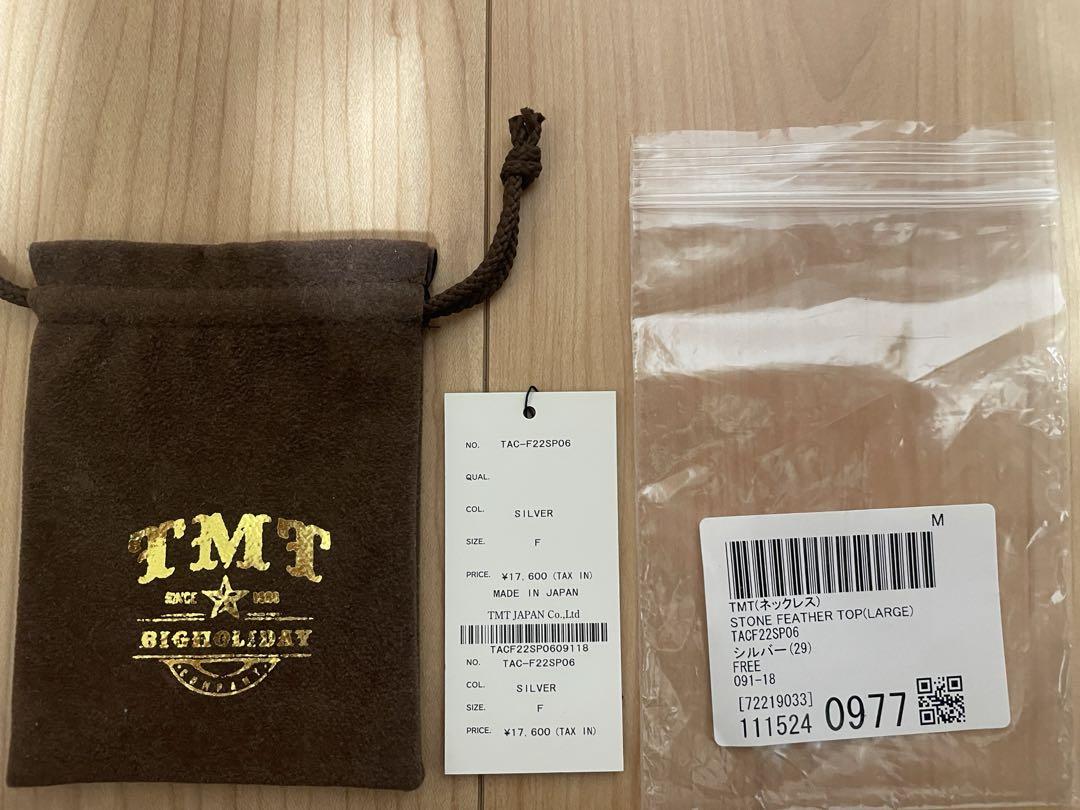 TMT
SINCE 1998
BIGHOLIDAY
COMPANY
NO. TAC-F22SP06
QUAL.
COL. SILVER
SIZE. F
PRICE. ¥17,600 (TAX IN)
MADE IN JAPAN
TMT JAPAN Co.,Ltd
TACF22SP0609118
NO. TAC-F22SP06
COL. SILVER
SIZE. F
PRICE. ¥17,600 (TAX IN)
M
TMT(ネックレス)
STONE FEATHER TOP(LARGE)
TACF22SP06
シルバー(29)
FREE
091-18
[72219033]
111524 0977